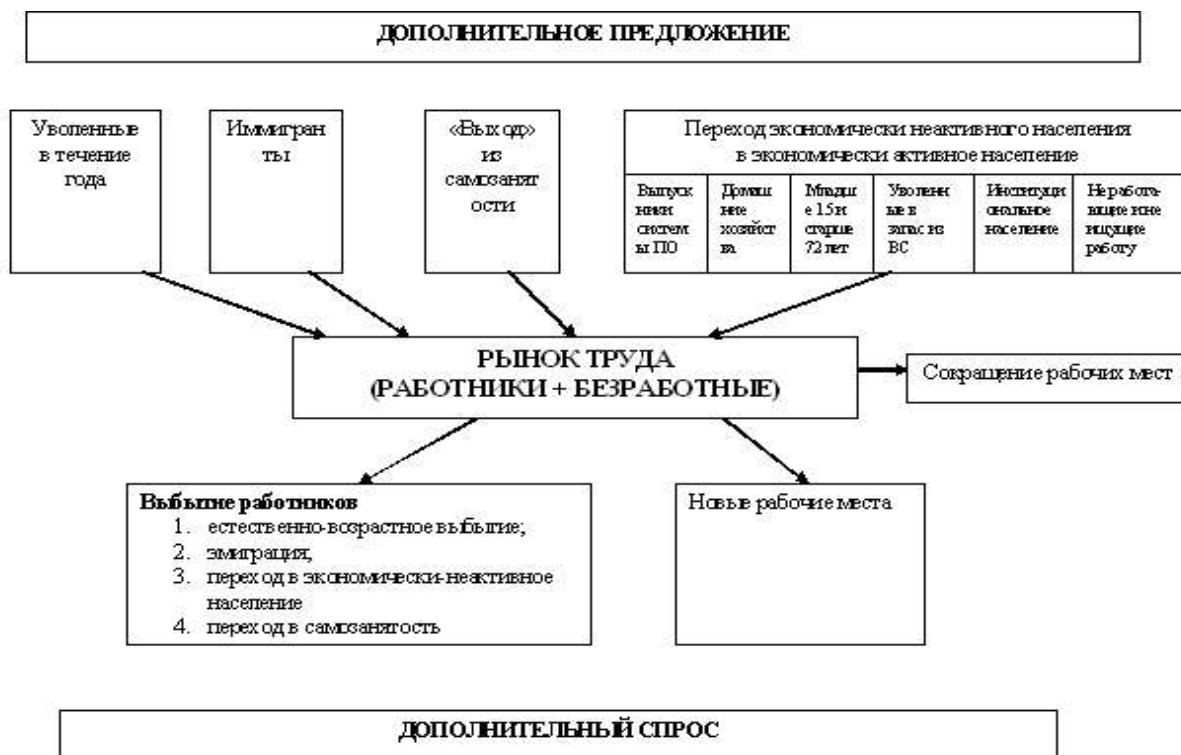 ДОПОЛНИТЕЛЬНОЕ ПРЕДЛОЖЕНИЕ
Уволенные
в течение
года
Иммигран
ты
«Выход»
из
самозанят
ости
Переход экономически неактивного населения
в экономически активное население
Выпуск
ники
систем
ы ПО
Домаш
ние
хозяйст
ва
Младш
е 15 и
старше
72 лет
Уволенн
ые в
запас из
ВС
Институци
ональное
население
Не работа-
ющие и не
ищущие
работу
РЫНОК ТРУДА
(РАБОТНИКИ + БЕЗРАБОТНЫЕ)
Сокращение рабочих мест
Выбытие работников
1. естественно-возрастное выбытие;
2. эмиграция;
3. переход в экономически-неактивное
население
4. переход в самозанятость
Новые рабочие места
ДОПОЛНИТЕЛЬНЫЙ СПРОС